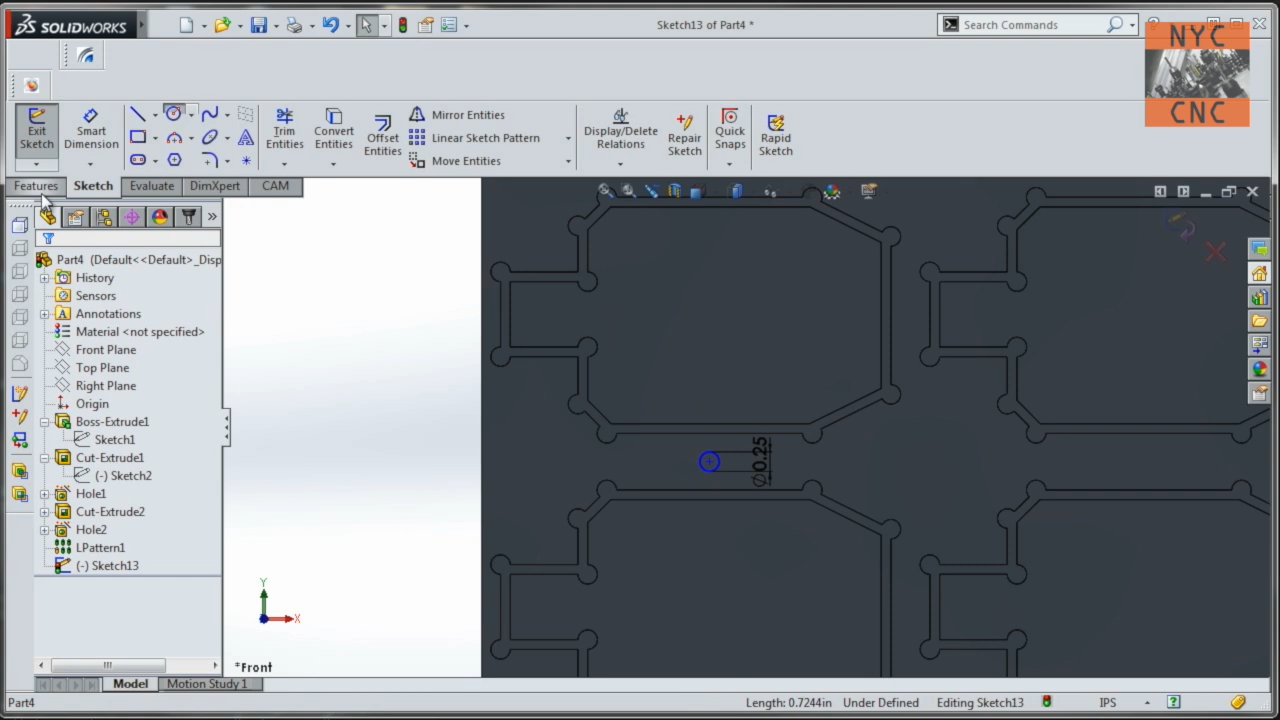 SOLIDWORKS
Sketch13 of Part4 *
Search Commands
NYC
CNC
Exit
Sketch
Smart
Dimension
Trim
Entities
Convert
Entities
Offset
Entities
Mirror Entities
Linear Sketch Pattern
Move Entities
Display/Delete
Relations
Repair
Sketch
Quick
Snaps
Rapid
Sketch
Features
Sketch
Evaluate
DimXpert
CAM
Part4 (Default<<Default>_Disp
History
Sensors
Annotations
Material <not specified>
Front Plane
Top Plane
Right Plane
Origin
Boss-Extrude1
Sketch1
Cut-Extrude1
(-) Sketch2
Hole1
Cut-Extrude2
Hole2
LPattern1
(-) Sketch13
Ø0.25
Y
X
*Front
Model
Motion Study 1
Part4
Length: 0.7244in
Under Defined
Editing Sketch13
IPS